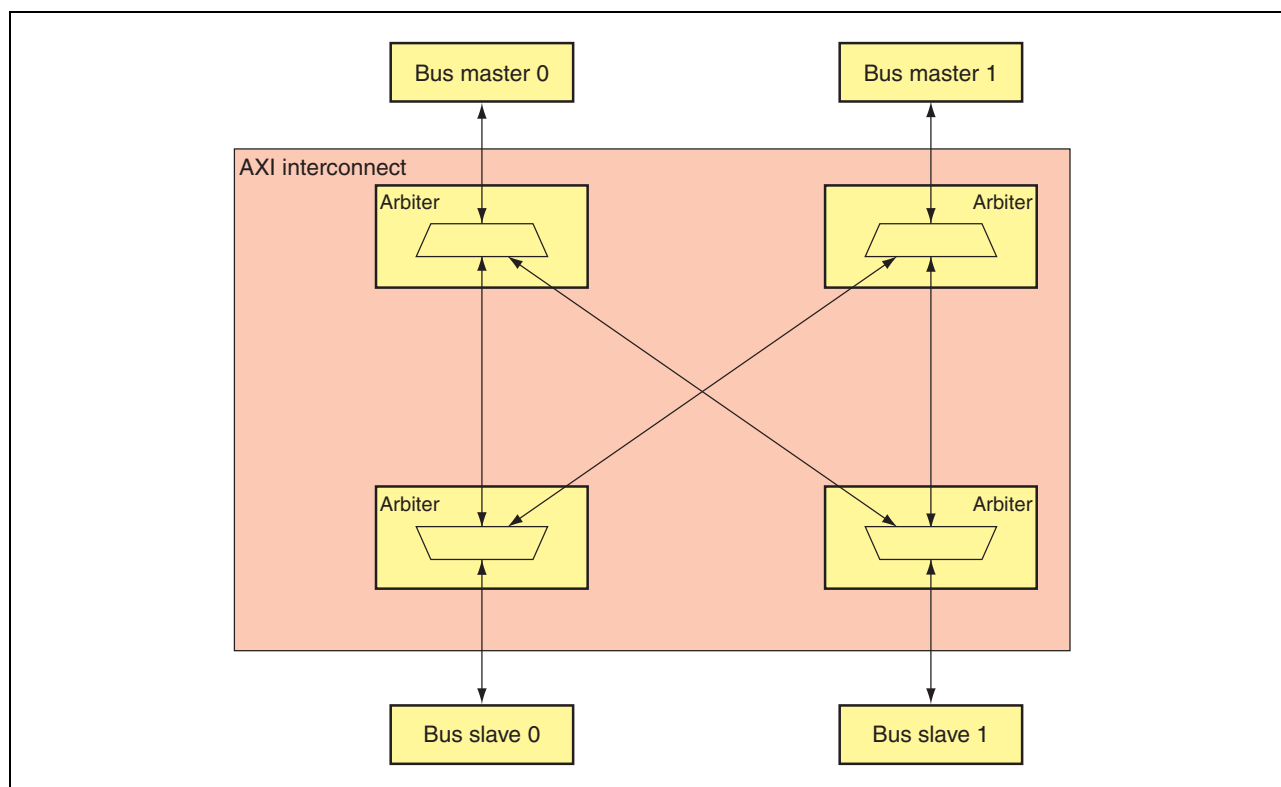 Bus master 0
Bus master 1
AXI interconnect
Arbiter
Arbiter
Arbiter
Arbiter
Bus slave 0
Bus slave 1